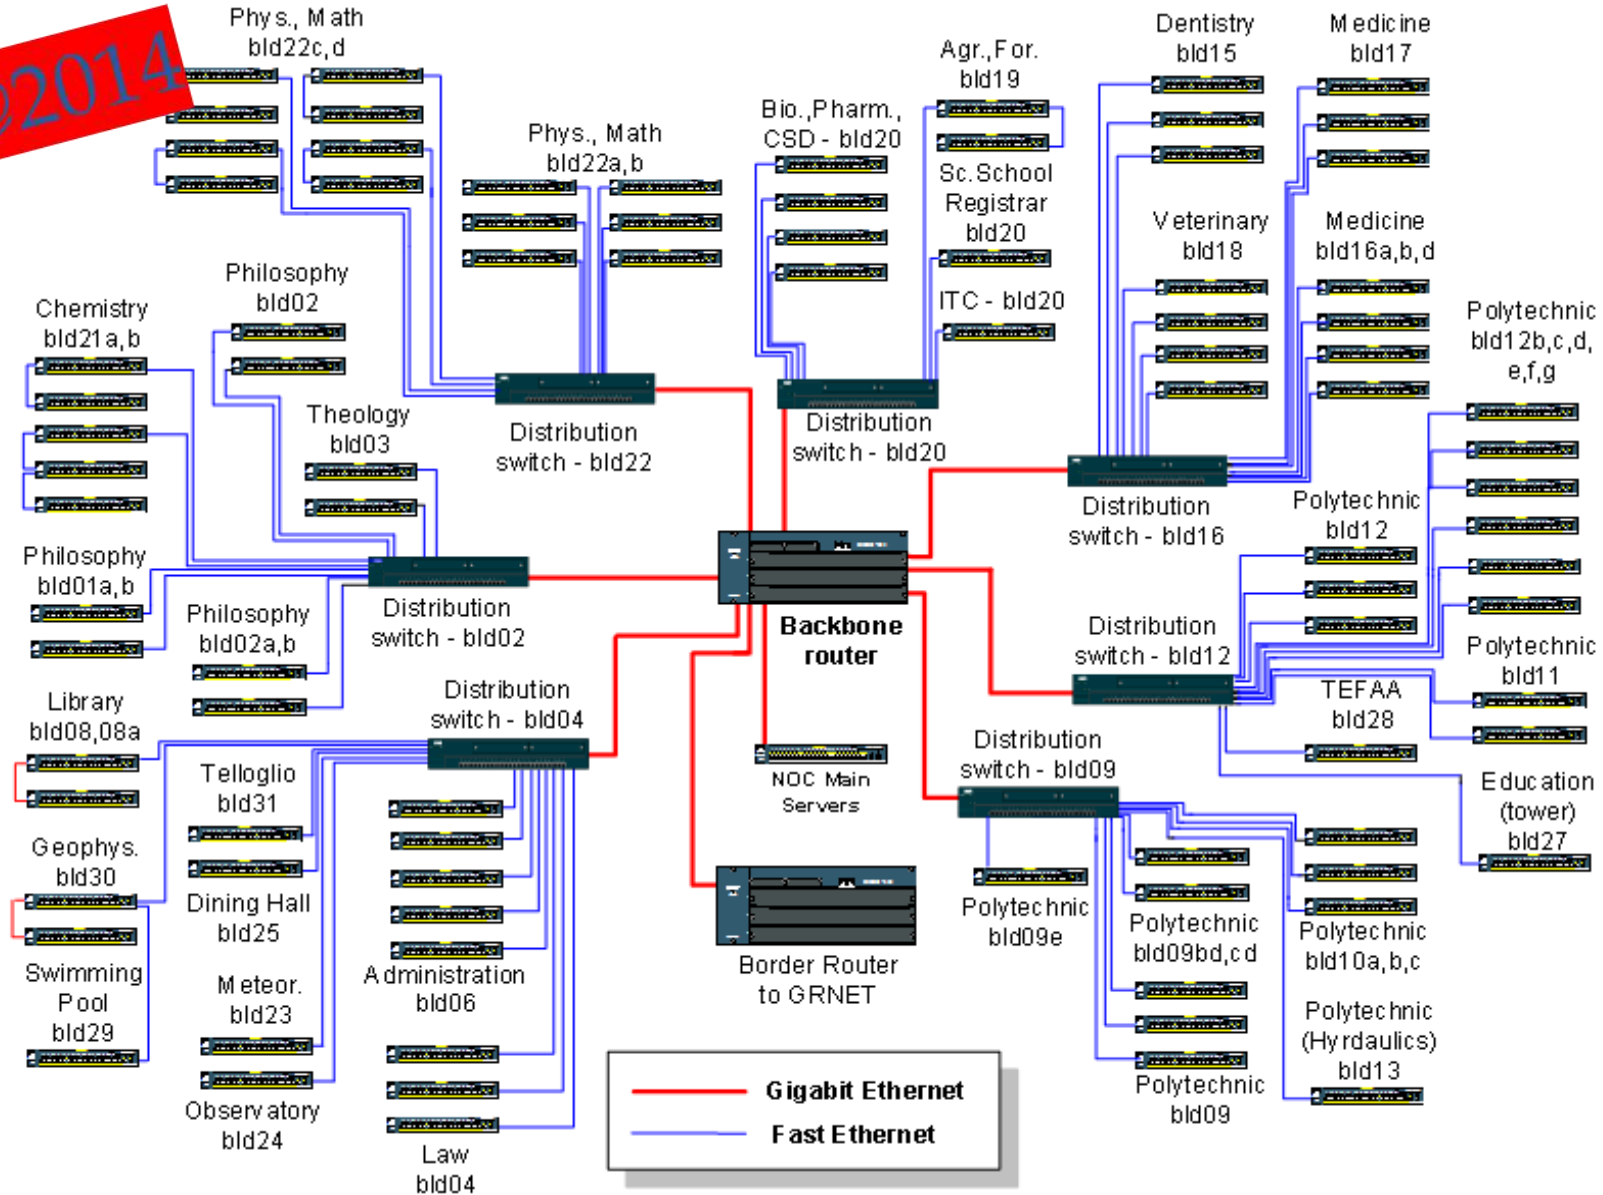 ©2014
Phys., Math
bld22c,d
Phys., Math
bld22a,b
Bio.,Pharm.,
CSD - bld20
Agr.,For.
bld19
Sc.School
Registrar
bld20
ITC - bld20
Dentistry
bld15
Medicine
bld17
Veterinary
bld18
Medicine
bld16a,b,d
Polytechnic
bld12b,c,d,
e,f,g
Philosophy
bld02
Chemistry
bld21a,b
Theology
bld03
Distribution
switch - bld22
Distribution
switch - bld20
Distribution
switch - bld16
Polytechnic
bld12
Philosophy
bld01a,b
Philosophy
bld02a,b
Distribution
switch - bld02
Backbone
router
Distribution
switch - bld12
Polytechnic
bld11
TEFAA
bld28
Library
bld08,08a
Distribution
switch - bld04
Telloglio
bld31
NOC Main
Servers
Distribution
switch - bld09
Education
(tower)
bld27
Geophys.
bld30
Dining Hall
bld25
Polytechnic
bld09e
Polytechnic
bld09bd,cd
Polytechnic
bld10a,b,c
Swimming
Pool
bld29
Meteor.
bld23
Administration
bld06
Border Router
to GRNET
Polytechnic
(Hyrdaulics)
bld13
Observatory
bld24
Polytechnic
bld09
Law
bld04
Gigabit Ethernet
Fast Ethernet